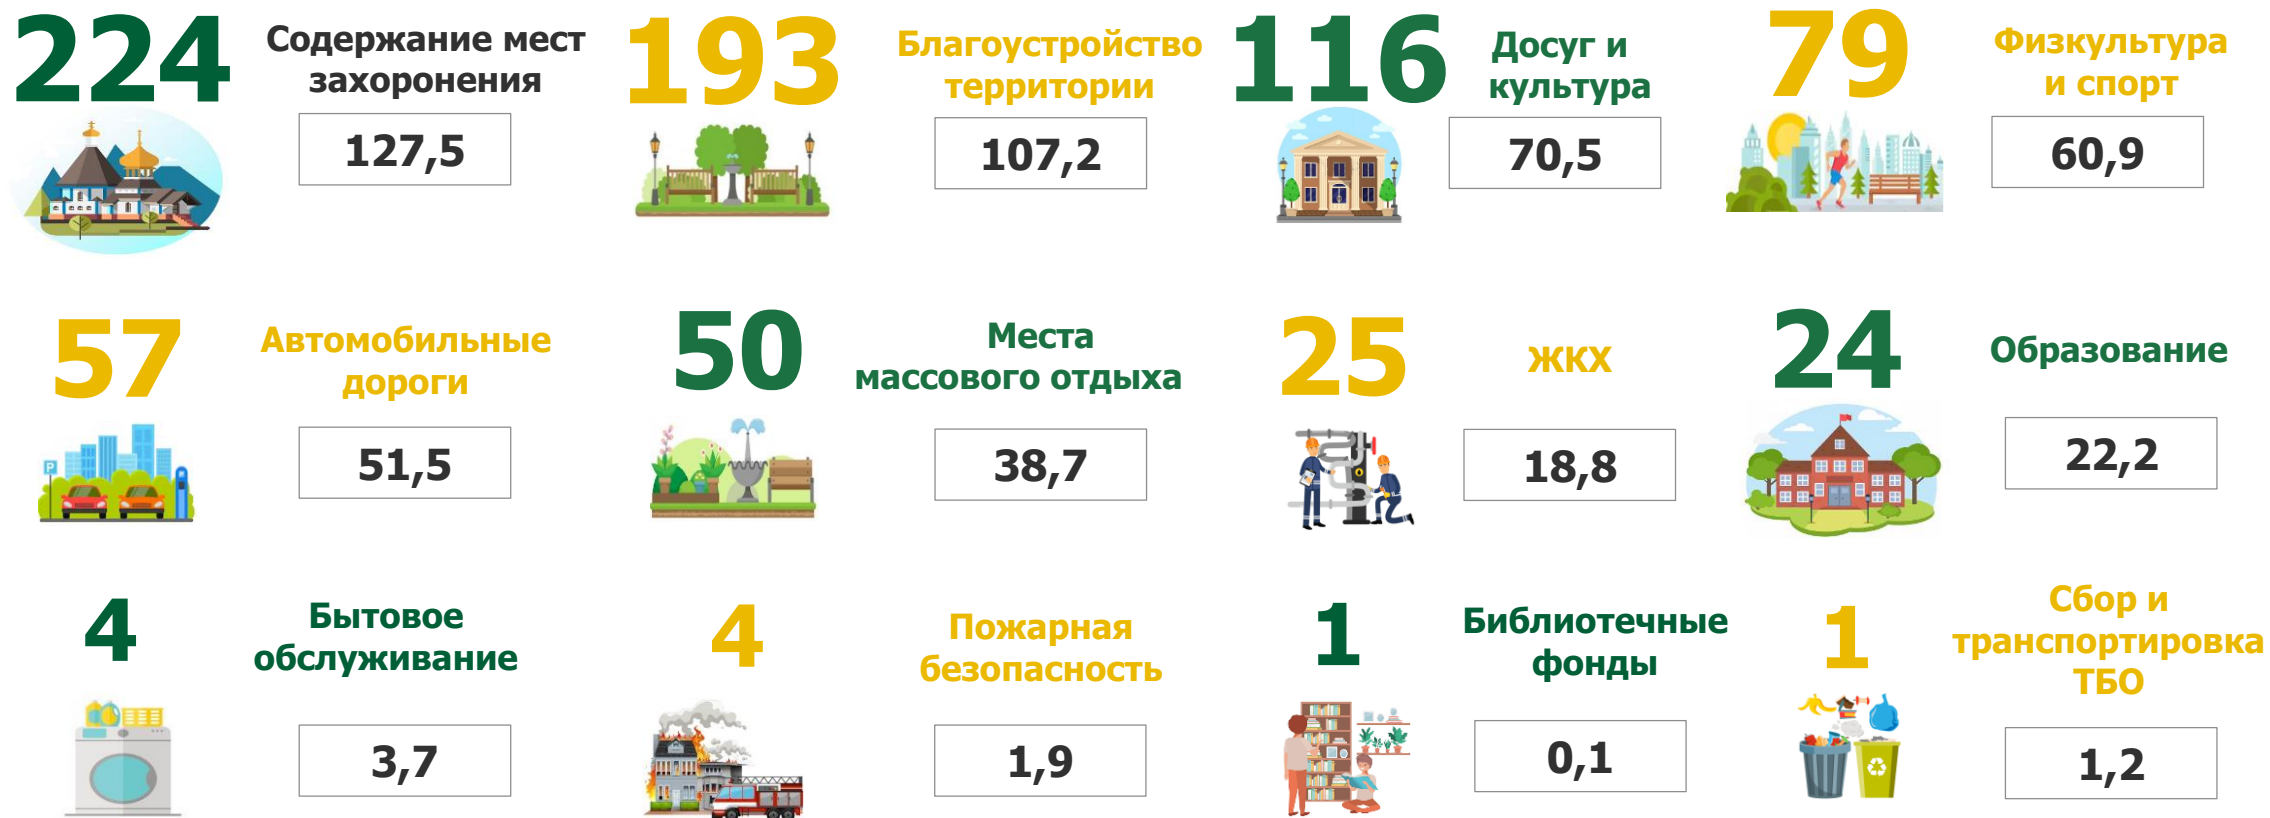 224
Содержание мест
захоронения
127,5
193
Благоустройство
территории
107,2
116
Досуг и
культура
70,5
79
Физкультура
и спорт
60,9
57
Автомобильные
дороги
51,5
50
Места
массового отдыха
38,7
25
ЖКХ
18,8
24
Образование
22,2
4
Бытовое
обслуживание
3,7
4
Пожарная
безопасность
1,9
1
Библиотечные
фонды
0,1
1
Сбор и
транспортировка
ТБО
1,2
P